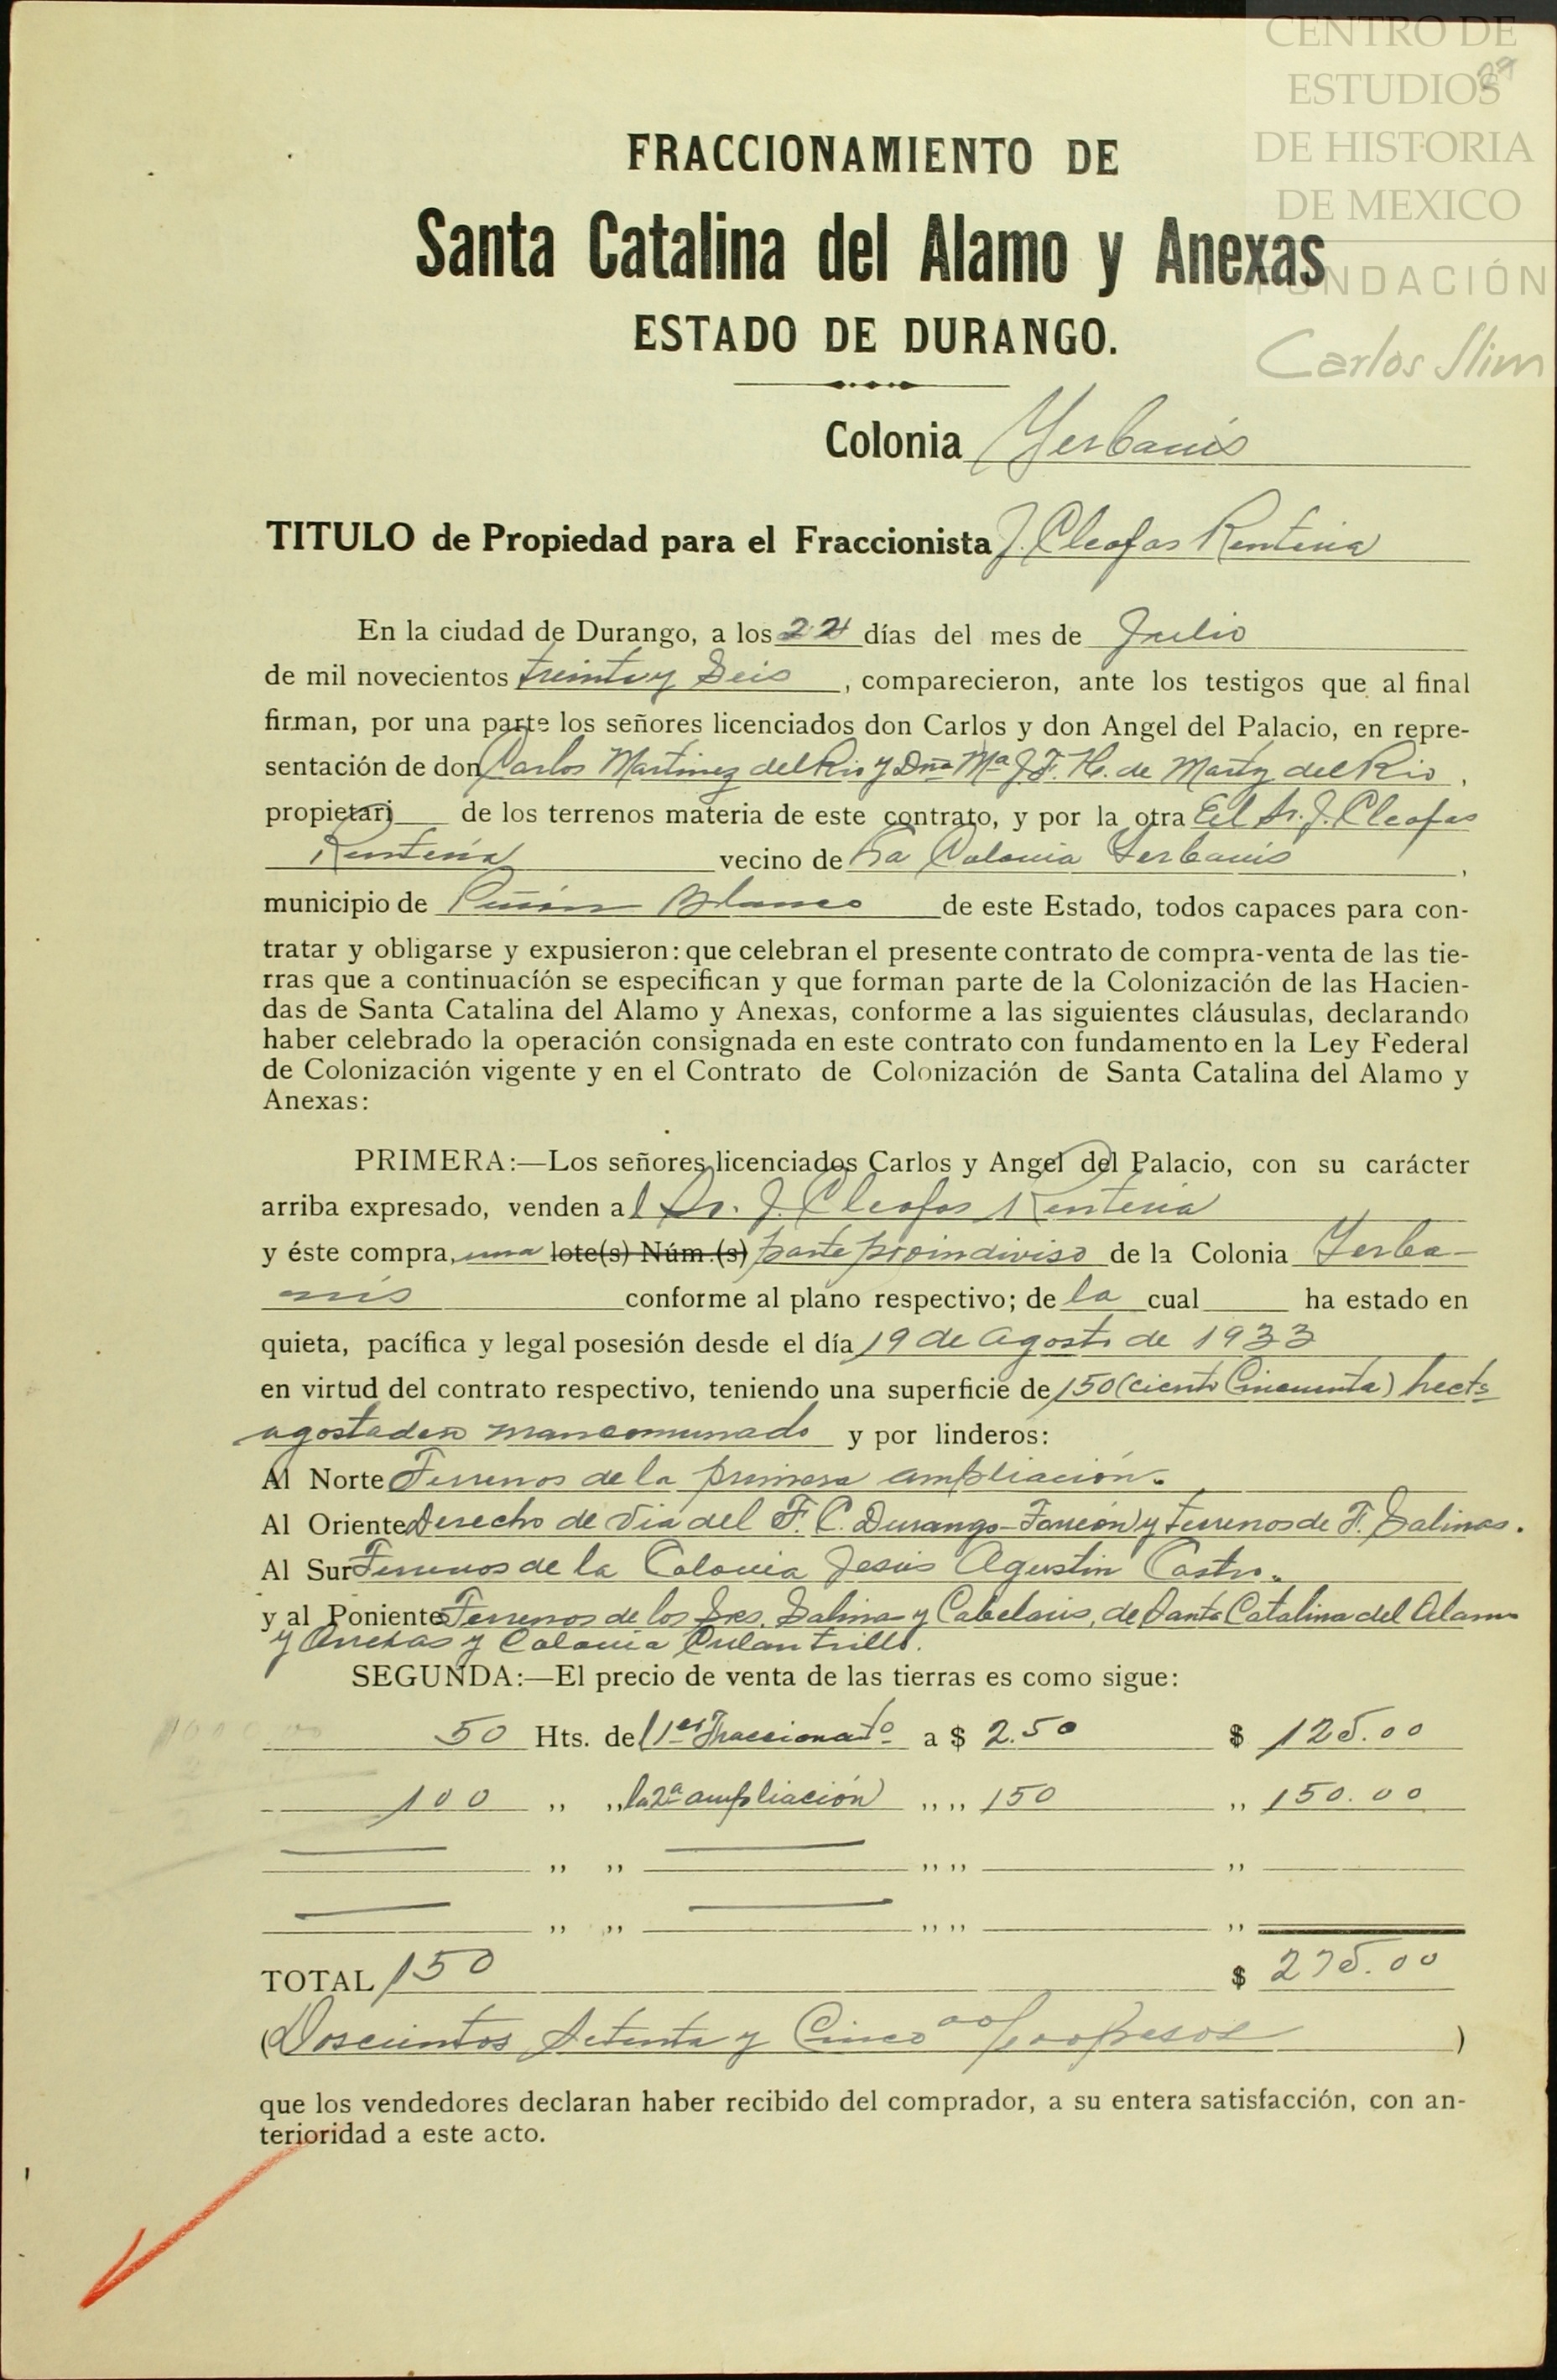 CENTRO DE
ESTUDIOS
DE HISTORIA
DE MEXICO
FUNDACIÓN
Carlos Slim
FRACCIONAMIENTO DE
Santa Catalina del Alamo y Anexas
ESTADO DE DURANGO.
Colonia Yerbanís
TITULO de Propiedad para el Fraccionista J. Cleofas Rentería
En la ciudad de Durango, a los días del mes de Julio
de mil novecientos treinta y Seis, comparecieron, ante los testigos que al final
firman, por una parte los señores licenciados don Carlos y don Angel del Palacio, en repre-
sentación de don Carlos Martinez del Rio y Dña Ma J. F. H. de Martz del Rio,
propietari de los terrenos materia de este contrato, y por la otra El Sr. J. Cleofas
Rentería vecino de La Colonia Yerbanís,
municipio de Peñón Blanco de este Estado, todos capaces para con-
tratar y obligarse y expusieron: que celebran el presente contrato de compra-venta de las tie-
rras que a continuacíón se especifican y que forman parte de la Colonización de las Hacien-
das de Santa Catalina del Alamo y Anexas, conforme a las siguientes cláusulas, declarando
haber celebrado la operación consignada en este contrato con fundamento en la Ley Federal
de Colonización vigente y en el Contrato de Colonización de Santa Catalina del Alamo y
Anexas:
PRIMERA:—Los señores licenciados Carlos y Angel del Palacio, con su carácter
arriba expresado, venden al Sr. J. Cleofas Rentería
y éste compra, una lote(s) Núm.(s) parte proindiviso de la Colonia Yerba-
nís conforme al plano respectivo; de la cual ha estado en
quieta, pacífica y legal posesión desde el día 19 de Agosto de 1933
en virtud del contrato respectivo, teniendo una superficie de 150 (ciento Cincuenta) hects
agostadero mancomunado y por linderos:
Al Norte Terrenos de la primera ampliación.
Al Oriente Derecho de Via del F. C. Durango-Torreón y terrenos de F. Salinas.
Al Sur Terrenos de la Colonia Jesús Agustin Castro.
y al Poniente Terrenos de los Srs. Salinas y Cabelaris, de Santa Catalina del Alamo
y Anexas y Colonia Culantrillo.
SEGUNDA:—El precio de venta de las tierras es como sigue:
50 Hts. del 1er Fraccionato a $ 2.50 $ 125.00
100 ,, ,, la 2a ampliación ,, ,, 150 ,, 150.00
,, ,, ,, ,, ,,
,, ,, ,, ,, ,,
TOTAL 150 $ 275.00
(Doscientos Setenta y Cinco 00/100 pesos)
que los vendedores declaran haber recibido del comprador, a su entera satisfacción, con an-
terioridad a este acto.